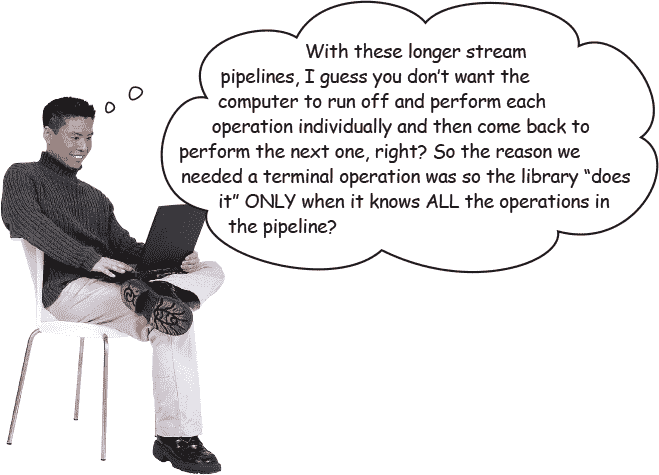 With these longer stream
pipelines, I guess you don’t want the
computer to run off and perform each
operation individually and then come back to
perform the next one, right? So the reason we
needed a terminal operation was so the library “does
it” ONLY when it knows ALL the operations in
the pipeline?